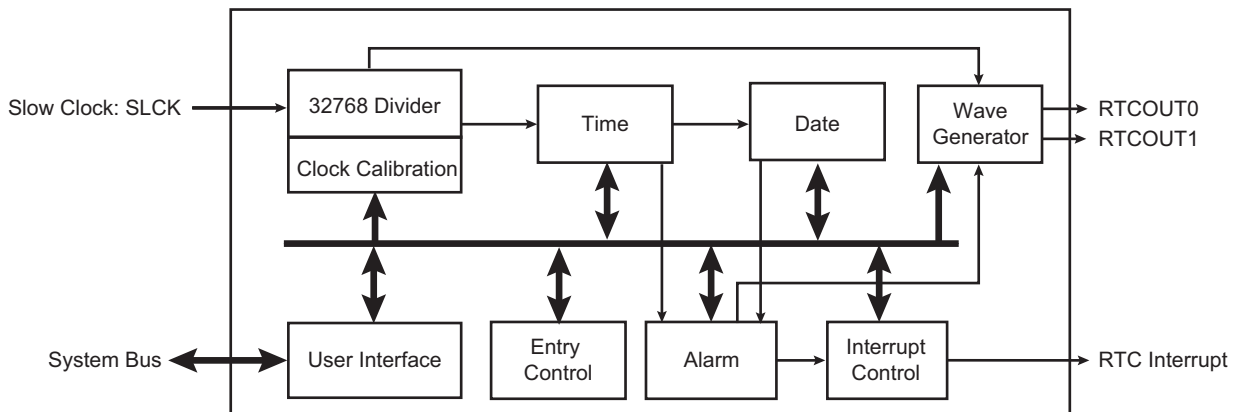 Slow Clock: SLCK
32768 Divider
Clock Calibration
Time
Date
Wave
Generator
RTCOUT0
RTCOUT1
System Bus
User Interface
Entry
Control
Alarm
Interrupt
Control
RTC Interrupt